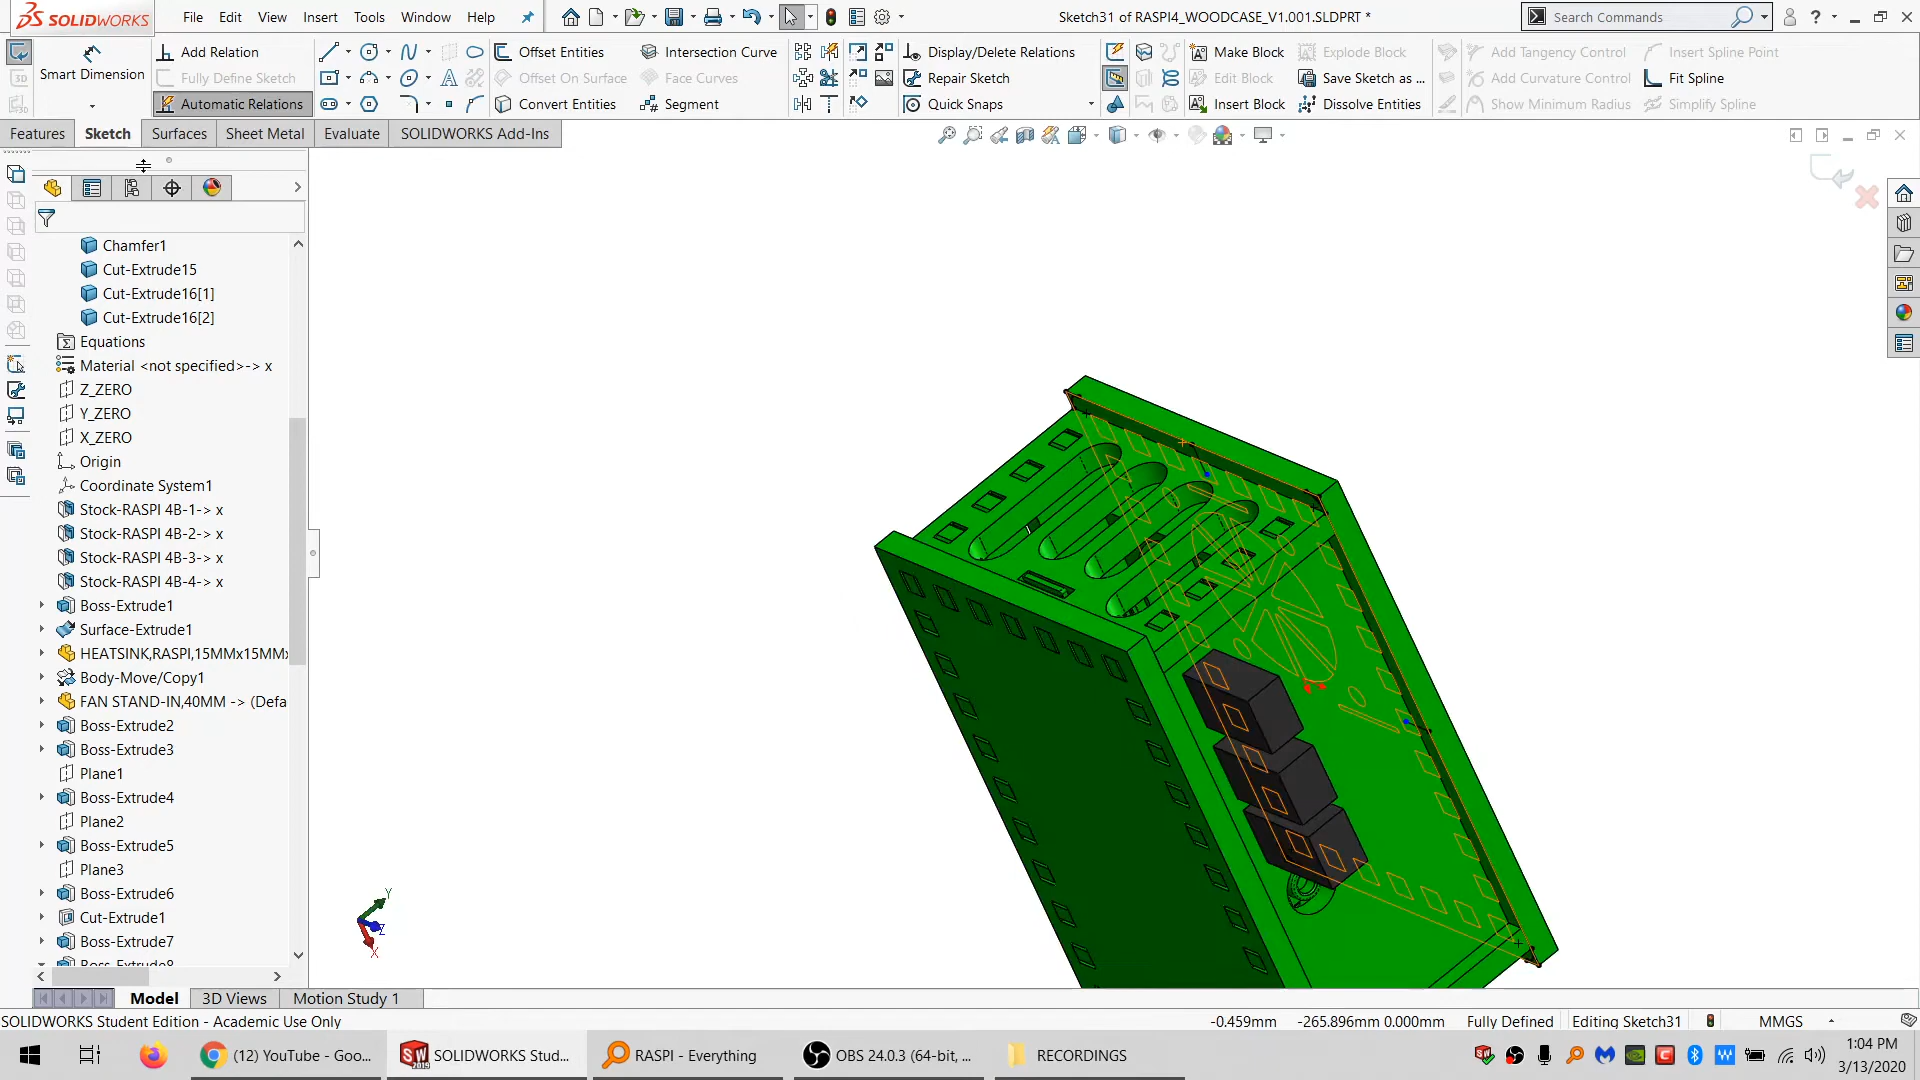 SOLIDWORKS File Edit View Insert Tools Window Help Sketch31 of RASPI4_WOODCASE_V1.001.SLDPRT * Search Commands
Smart Dimension
Add Relation
Fully Define Sketch
Automatic Relations
Offset Entities
Offset On Surface
Convert Entities
Intersection Curve
Face Curves
Segment
Display/Delete Relations
Repair Sketch
Quick Snaps
Make Block
Edit Block
Insert Block
Explode Block
Save Sketch as ...
Dissolve Entities
Add Tangency Control
Add Curvature Control
Show Minimum Radius
Insert Spline Point
Fit Spline
Simplify Spline
Features Sketch Surfaces Sheet Metal Evaluate SOLIDWORKS Add-Ins
Chamfer1
Cut-Extrude15
Cut-Extrude16[1]
Cut-Extrude16[2]
Equations
Material <not specified>-> x
Z_ZERO
Y_ZERO
X_ZERO
Origin
Coordinate System1
Stock-RASPI 4B-1-> x
Stock-RASPI 4B-2-> x
Stock-RASPI 4B-3-> x
Stock-RASPI 4B-4-> x
Boss-Extrude1
Surface-Extrude1
HEATSINK,RASPI,15MMx15MMx
Body-Move/Copy1
FAN STAND-IN,40MM -> (Defa
Boss-Extrude2
Boss-Extrude3
Plane1
Boss-Extrude4
Plane2
Boss-Extrude5
Plane3
Boss-Extrude6
Cut-Extrude1
Boss-Extrude7
Boss-Extrude8
Y
Z
X
Model 3D Views Motion Study 1
SOLIDWORKS Student Edition - Academic Use Only -0.459mm -265.896mm 0.000mm Fully Defined Editing Sketch31 MMGS
(12) YouTube - Goo... SOLIDWORKS Stud... RASPI - Everything OBS 24.0.3 (64-bit, ... RECORDINGS 1:04 PM
3/13/2020